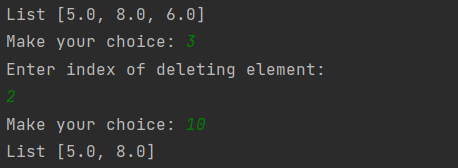 List [5.0, 8.0, 6.0]
Make your choice: 3
Enter index of deleting element:
2
Make your choice: 10
List [5.0, 8.0]